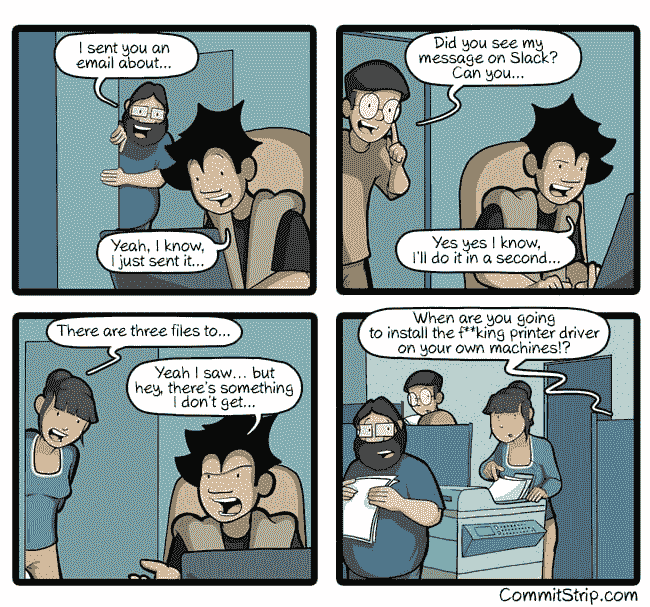 I sent you an
email about...
Yeah, I know,
I just sent it...
Did you see my
message on Slack?
Can you...
Yes yes I know,
I'll do it in a second...
There are three files to...
Yeah I saw... but
hey, there's something
I don't get...
When are you going
to install the f**king printer driver
on your own machines!?
CommitStrip.com